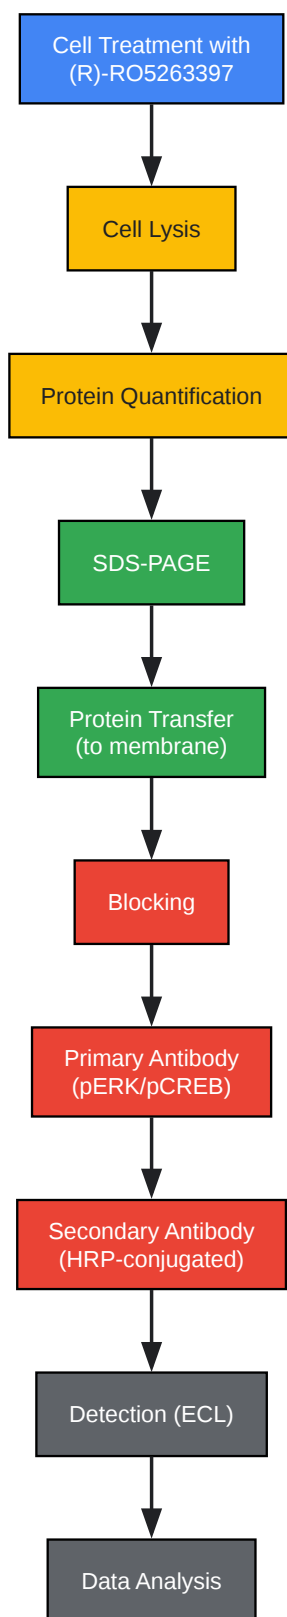 Cell Treatment with
(R)-RO5263397
Cell Lysis
Protein Quantification
SDS-PAGE
Protein Transfer
(to membrane)
Blocking
Primary Antibody
(pERK/pCREB)
Secondary Antibody
(HRP-conjugated)
Detection (ECL)
Data Analysis